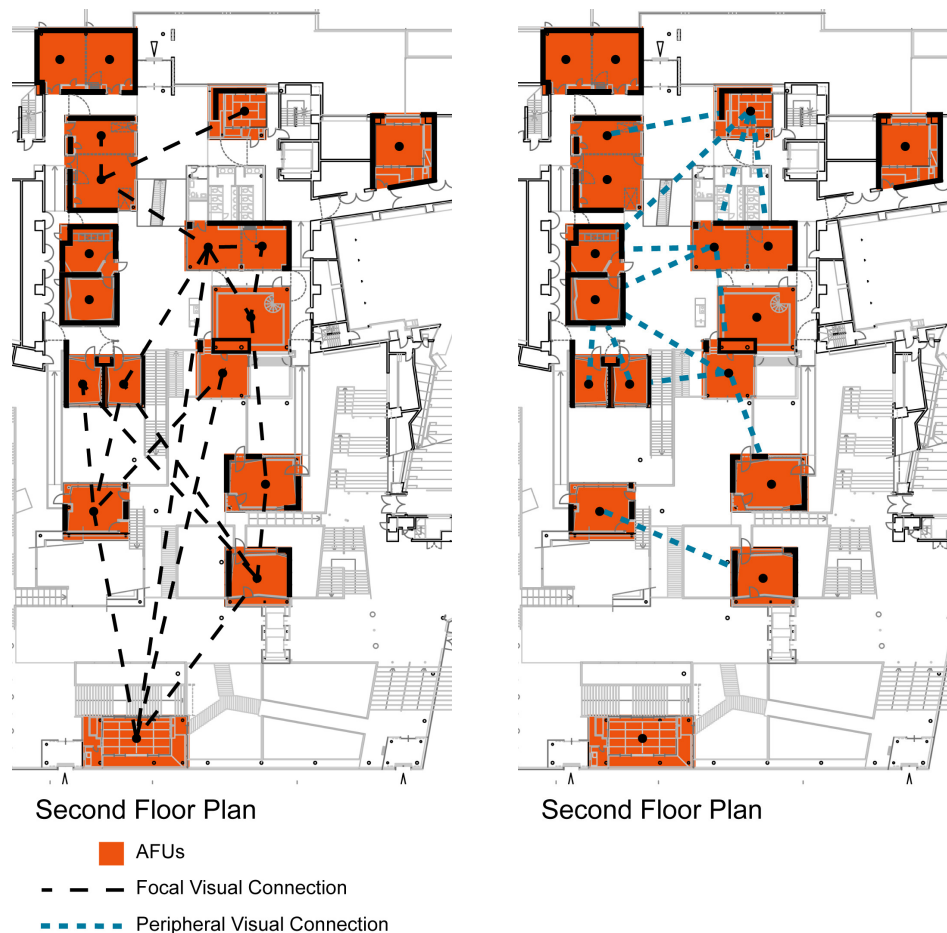 Second Floor Plan
Second Floor Plan
AFUs
Focal Visual Connection
Peripheral Visual Connection